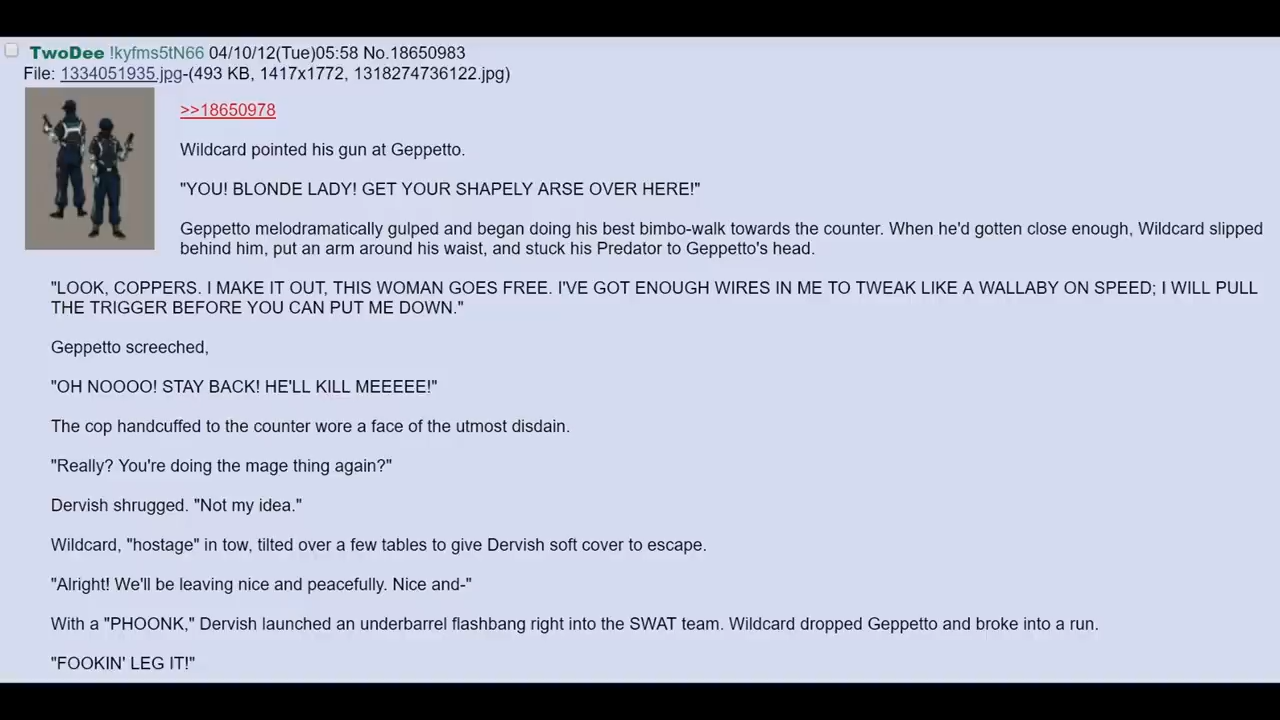 TwoDee !kyfms5tN66 04/10/12(Tue)05:58 No.18650983
File: 1334051935.jpg-(493 KB, 1417x1772, 1318274736122.jpg)
>>18650978
Wildcard pointed his gun at Geppetto.
"YOU! BLONDE LADY! GET YOUR SHAPELY ARSE OVER HERE!"
Geppetto melodramatically gulped and began doing his best bimbo-walk towards the counter. When he'd gotten close enough, Wildcard slipped
behind him, put an arm around his waist, and stuck his Predator to Geppetto's head.
"LOOK, COPPERS. I MAKE IT OUT, THIS WOMAN GOES FREE. I'VE GOT ENOUGH WIRES IN ME TO TWEAK LIKE A WALLABY ON SPEED; I WILL PULL
THE TRIGGER BEFORE YOU CAN PUT ME DOWN."
Geppetto screeched,
"OH NOOOO! STAY BACK! HE'LL KILL MEEEEE!"
The cop handcuffed to the counter wore a face of the utmost disdain.
"Really? You're doing the mage thing again?"
Dervish shrugged. "Not my idea."
Wildcard, "hostage" in tow, tilted over a few tables to give Dervish soft cover to escape.
"Alright! We'll be leaving nice and peacefully. Nice and-"
With a "PHOONK," Dervish launched an underbarrel flashbang right into the SWAT team. Wildcard dropped Geppetto and broke into a run.
"FOOKIN' LEG IT!"